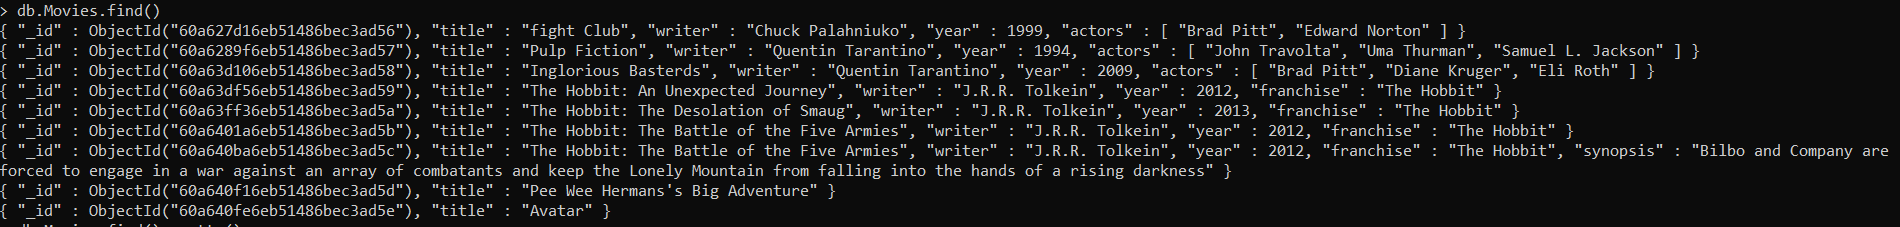 > db.Movies.find()
{ "_id" : ObjectId("60a627d16eb51486bec3ad56"), "title" : "fight Club", "writer" : "Chuck Palahniuko", "year" : 1999, "actors" : [ "Brad Pitt", "Edward Norton" ] }
{ "_id" : ObjectId("60a6289f6eb51486bec3ad57"), "title" : "Pulp Fiction", "writer" : "Quentin Tarantino", "year" : 1994, "actors" : [ "John Travolta", "Uma Thurman", "Samuel L. Jackson" ] }
{ "_id" : ObjectId("60a63d106eb51486bec3ad58"), "title" : "Inglorious Basterds", "writer" : "Quentin Tarantino", "year" : 2009, "actors" : [ "Brad Pitt", "Diane Kruger", "Eli Roth" ] }
{ "_id" : ObjectId("60a63df56eb51486bec3ad59"), "title" : "The Hobbit: An Unexpected Journey", "writer" : "J.R.R. Tolkein", "year" : 2012, "franchise" : "The Hobbit" }
{ "_id" : ObjectId("60a63ff36eb51486bec3ad5a"), "title" : "The Hobbit: The Desolation of Smaug", "writer" : "J.R.R. Tolkein", "year" : 2013, "franchise" : "The Hobbit" }
{ "_id" : ObjectId("60a6401a6eb51486bec3ad5b"), "title" : "The Hobbit: The Battle of the Five Armies", "writer" : "J.R.R. Tolkein", "year" : 2012, "franchise" : "The Hobbit" }
{ "_id" : ObjectId("60a640ba6eb51486bec3ad5c"), "title" : "The Hobbit: The Battle of the Five Armies", "writer" : "J.R.R. Tolkein", "year" : 2012, "franchise" : "The Hobbit", "synopsis" : "Bilbo and Company are
forced to engage in a war against an array of combatants and keep the Lonely Mountain from falling into the hands of a rising darkness" }
{ "_id" : ObjectId("60a640f16eb51486bec3ad5d"), "title" : "Pee Wee Hermans's Big Adventure" }
{ "_id" : ObjectId("60a640fe6eb51486bec3ad5e"), "title" : "Avatar" }